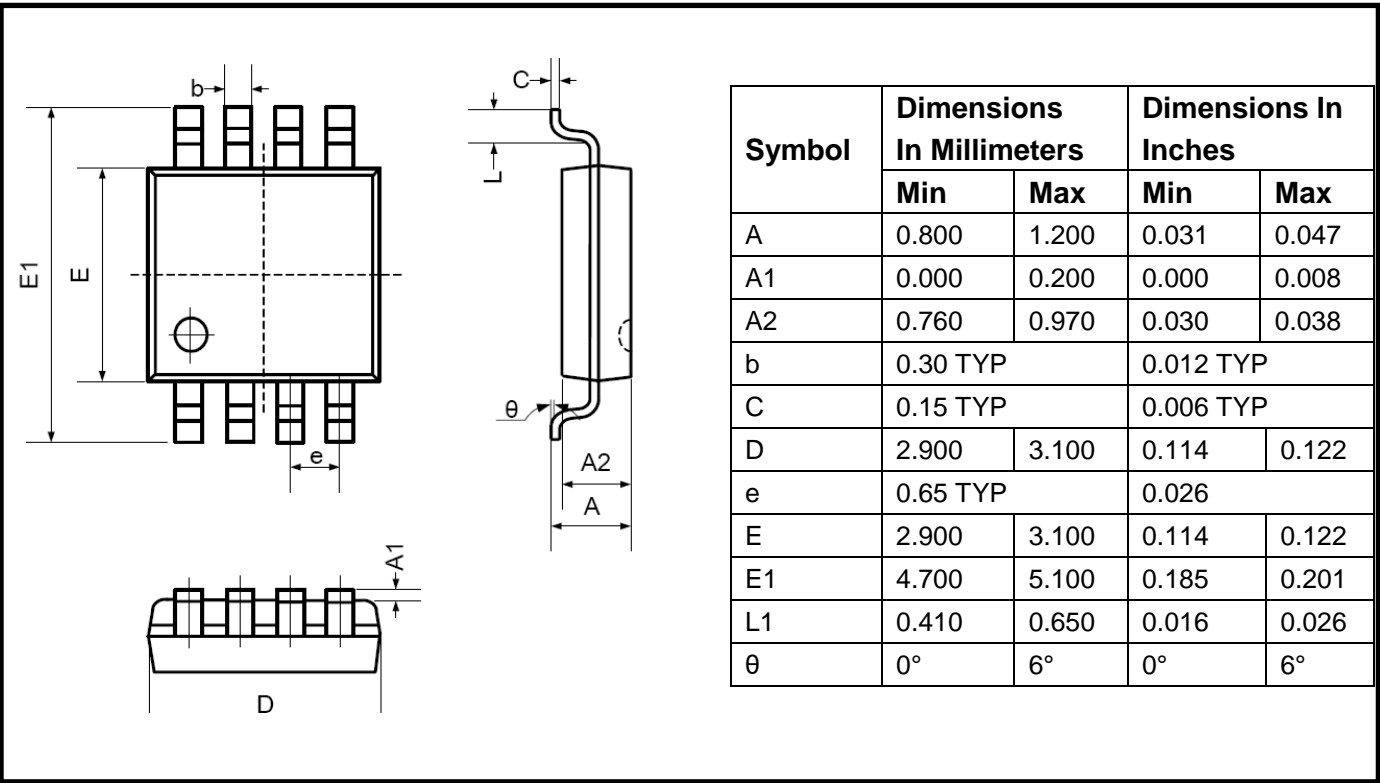 b
C
L
E1
E
θ
e
A2
A
A1
D
Symbol Dimensions In Millimeters Dimensions In Inches
Min Max Min Max
A 0.800 1.200 0.031 0.047
A1 0.000 0.200 0.000 0.008
A2 0.760 0.970 0.030 0.038
b 0.30 TYP 0.012 TYP
C 0.15 TYP 0.006 TYP
D 2.900 3.100 0.114 0.122
e 0.65 TYP 0.026
E 2.900 3.100 0.114 0.122
E1 4.700 5.100 0.185 0.201
L1 0.410 0.650 0.016 0.026
θ 0° 6° 0° 6°